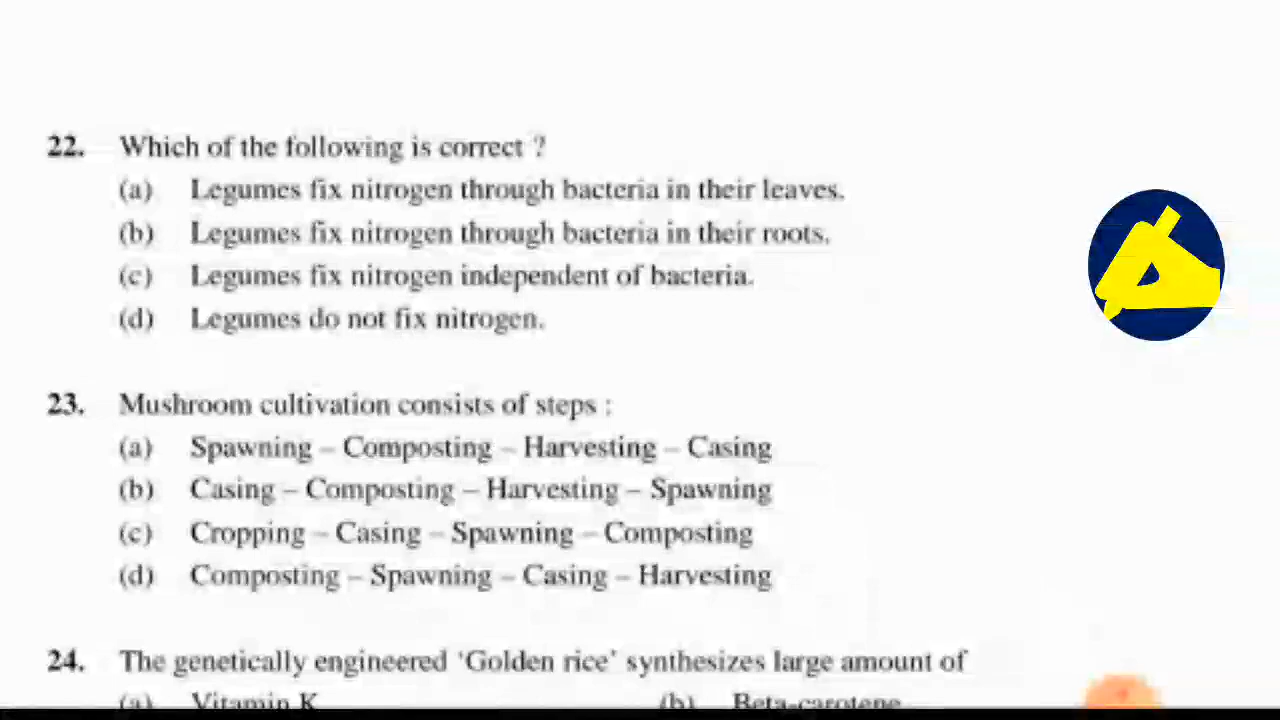 22. Which of the following is correct ?
(a) Legumes fix nitrogen through bacteria in their leaves.
(b) Legumes fix nitrogen through bacteria in their roots.
(c) Legumes fix nitrogen independent of bacteria.
(d) Legumes do not fix nitrogen.
23. Mushroom cultivation consists of steps :
(a) Spawning – Composting – Harvesting – Casing
(b) Casing – Composting – Harvesting – Spawning
(c) Cropping – Casing – Spawning – Composting
(d) Composting – Spawning – Casing – Harvesting
24. The genetically engineered ‘Golden rice’ synthesizes large amount of
(a) Vitamin K (b) Beta-carotene